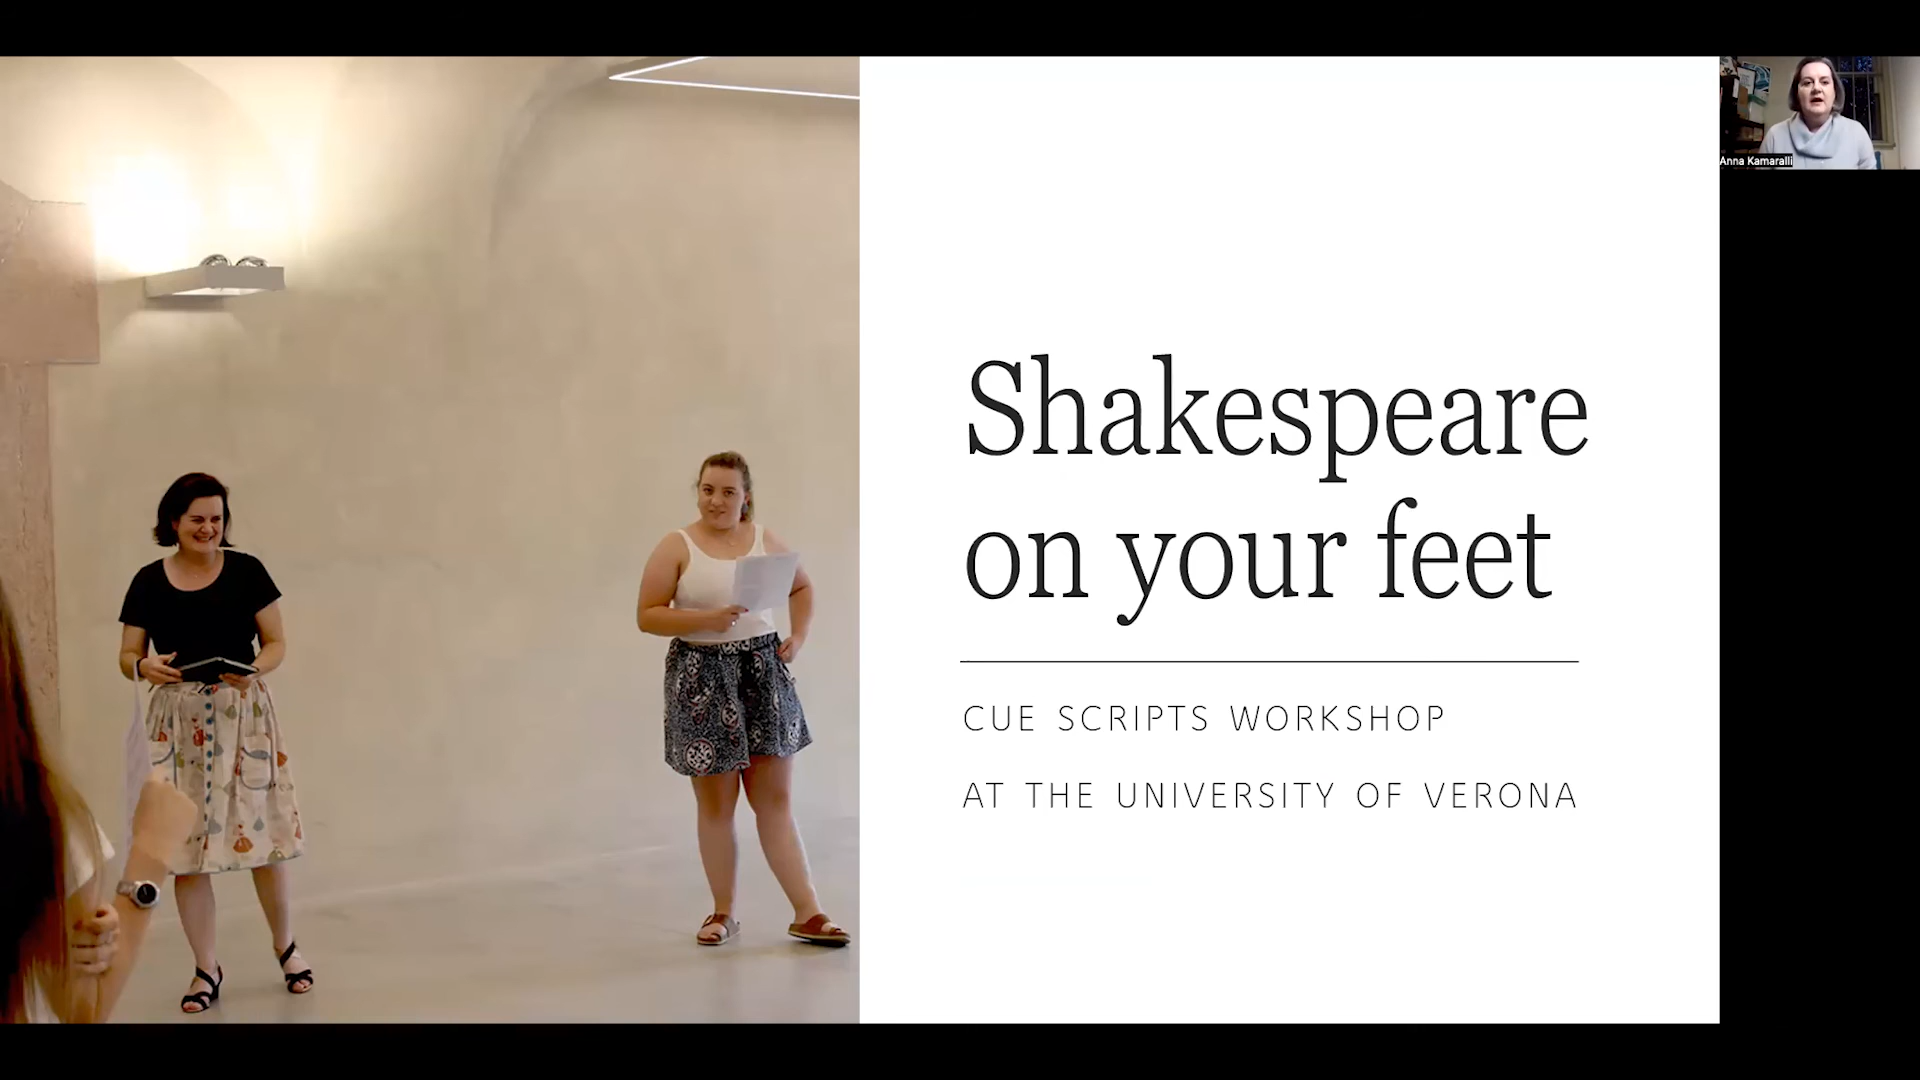 Shakespeare
on your feet
CUE SCRIPTS WORKSHOP
AT THE UNIVERSITY OF VERONA
Anna Kamaralli